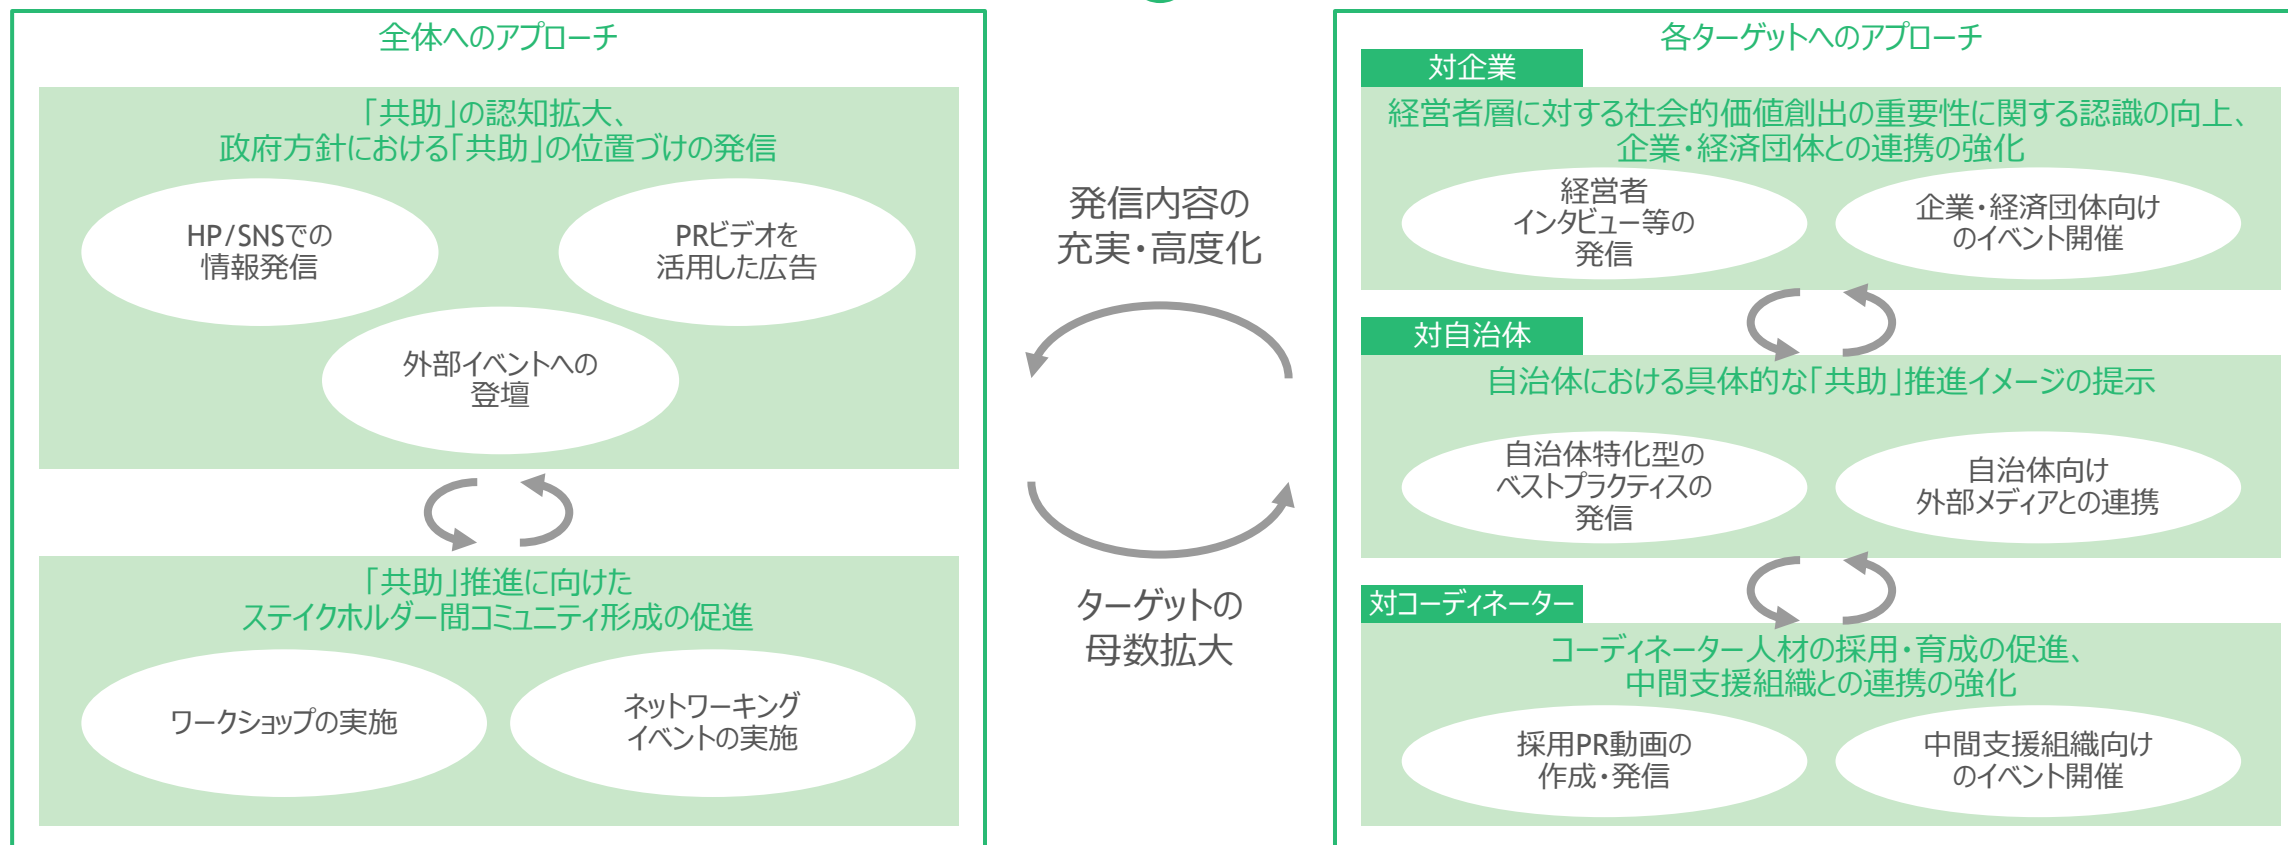 全体へのアプローチ
「共助」の認知拡大、
政府方針における「共助」の位置づけの発信
HP/SNSでの
情報発信
PRビデオを
活用した広告
外部イベントへの
登壇
「共助」推進に向けた
ステイクホルダー間コミュニティ形成の促進
ワークショップの実施
ネットワーキング
イベントの実施
発信内容の
充実・高度化
ターゲットの
母数拡大
各ターゲットへのアプローチ
対企業
経営者層に対する社会的価値創出の重要性に関する認識の向上、
企業・経済団体との連携の強化
経営者
インタビュー等の
発信
企業・経済団体向け
のイベント開催
対自治体
自治体における具体的な「共助」推進イメージの提示
自治体特化型の
ベストプラクティスの
発信
自治体向け
外部メディアとの連携
対コーディネーター
コーディネーター人材の採用・育成の促進、
中間支援組織との連携の強化
採用PR動画の
作成・発信
中間支援組織向け
のイベント開催